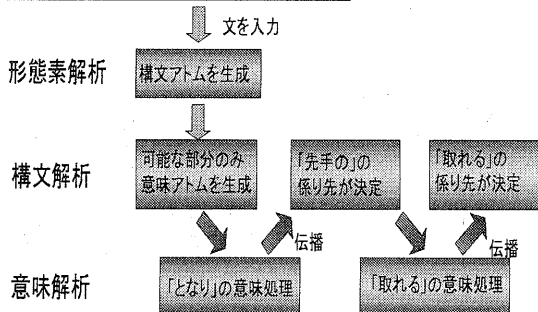 文を入力
形態素解析
構文アトムを生成
構文解析
可能な部分のみ
意味アトムを生成
「先手の」の
係り先が決定
「取れる」の
係り先が決定
伝播
伝播
意味解析
「となり」の意味処理
「取れる」の意味処理